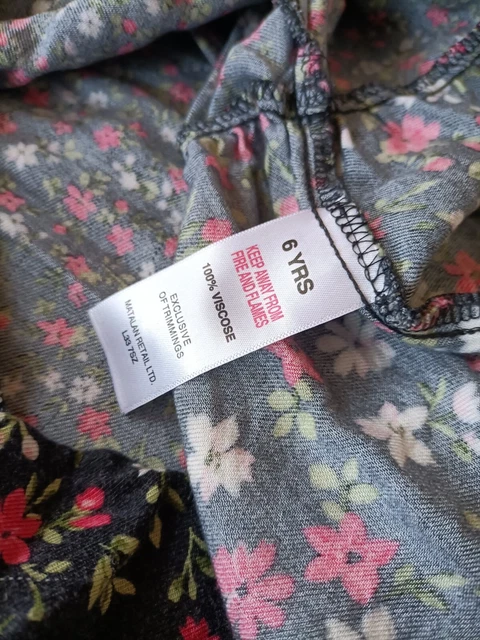 6 YRS
KEEP AWAY FROM
FIRE AND FLAMES
100% VISCOSE
EXCLUSIVE
OF TRIMMINGS
MATALAN RETAIL LTD.
L33 7SZ